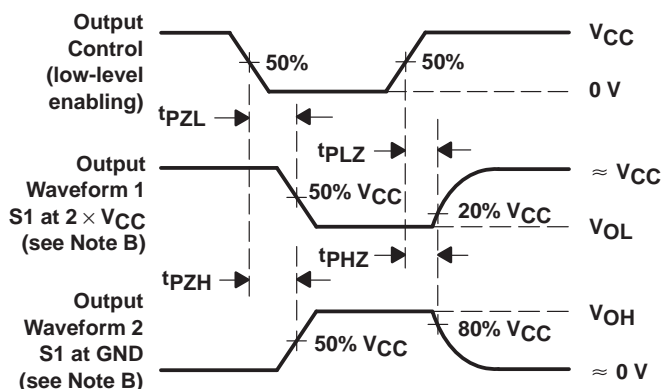 Output
Control
(low-level
enabling)
50%
50%
VCC
0 V
tPZL
tPLZ
Output
Waveform 1
S1 at 2 × VCC
(see Note B)
50% VCC
20% VCC
≈ VCC
VOL
tPZH
tPHZ
Output
Waveform 2
S1 at GND
(see Note B)
50% VCC
80% VCC
VOH
≈ 0 V